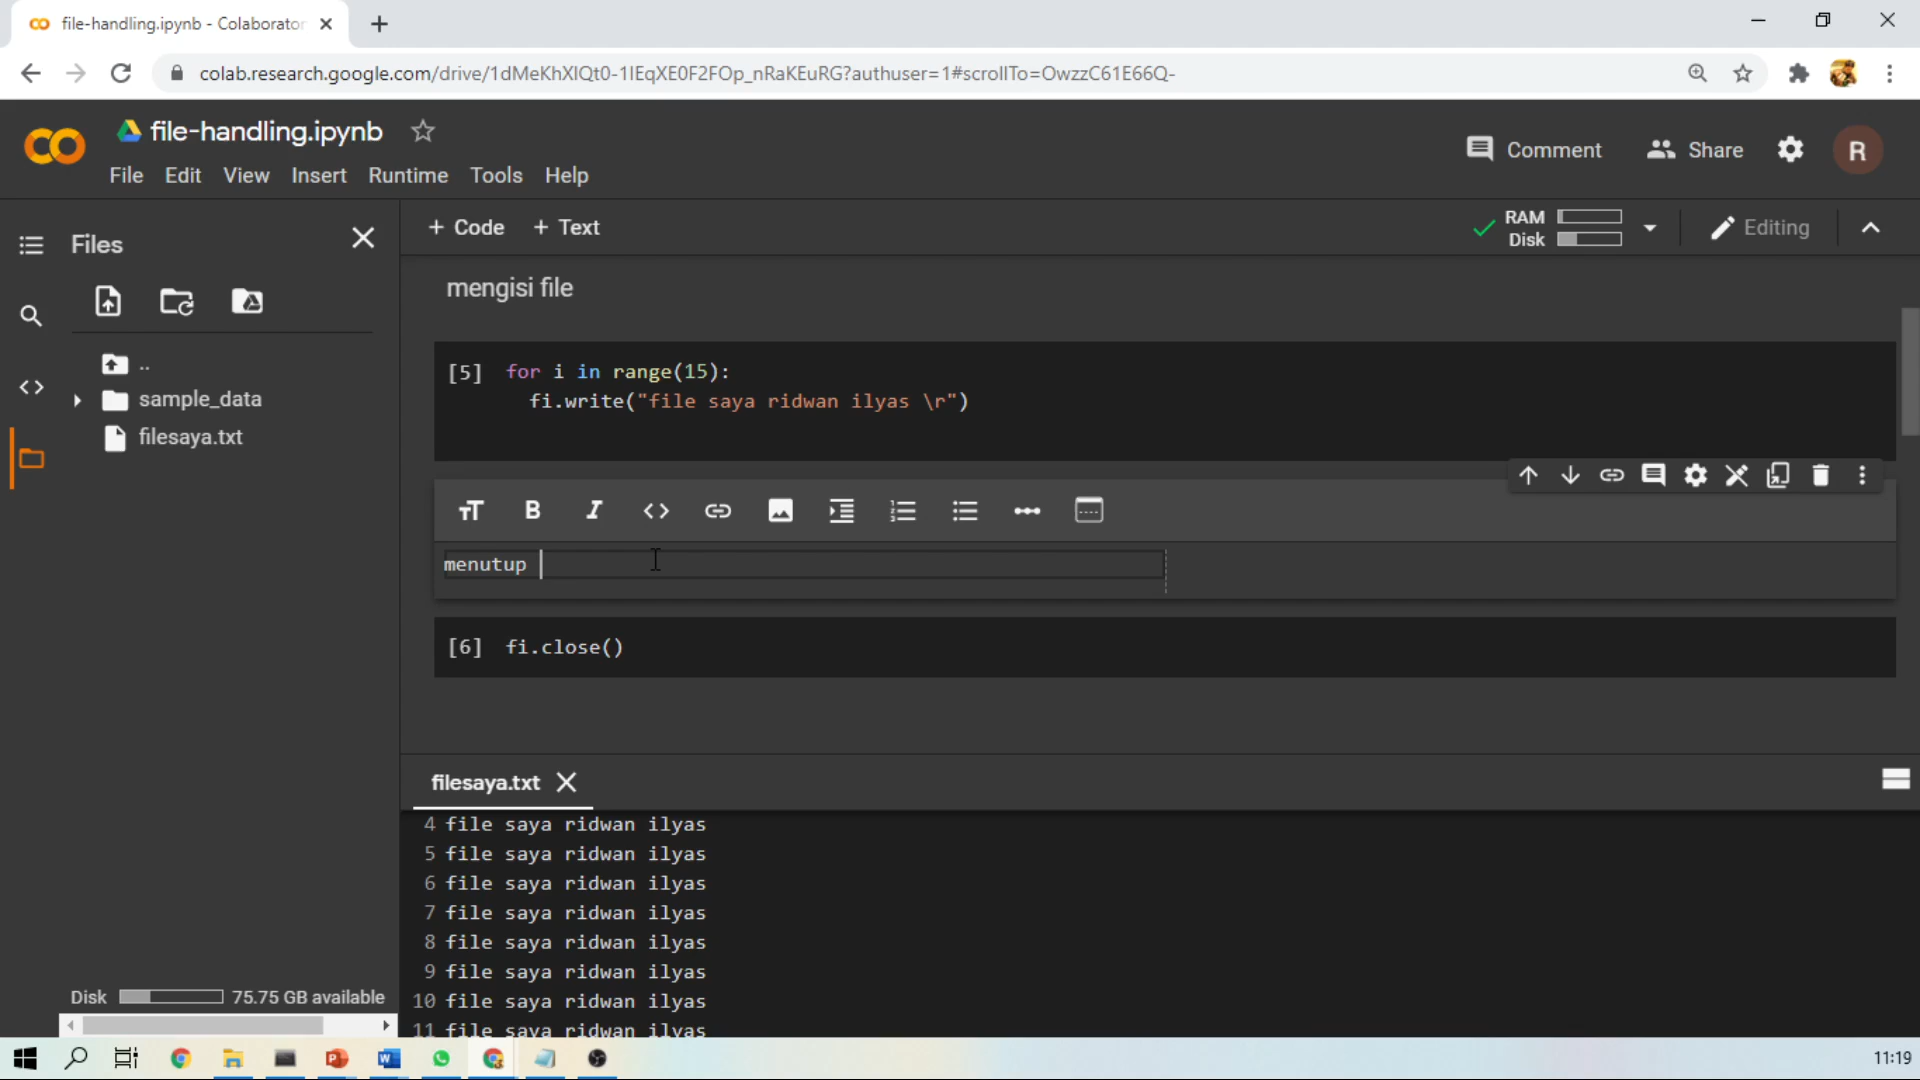 file-handling.ipynb - Colaborator
colab.research.google.com/drive/1dMeKhXlQt0-1IEqXE0F2FOp_nRaKEuRG?authuser=1#scrollTo=OwzzC61E66Q-
file-handling.ipynb
File Edit View Insert Runtime Tools Help
Comment
Share
R
Files
+ Code + Text
RAM
Disk
Editing
..
sample_data
filesaya.txt
Disk 75.75 GB available
mengisi file
[5] for i in range(15):
fi.write("file saya ridwan ilyas \r")
menutup
[6] fi.close()
filesaya.txt
4 file saya ridwan ilyas
5 file saya ridwan ilyas
6 file saya ridwan ilyas
7 file saya ridwan ilyas
8 file saya ridwan ilyas
9 file saya ridwan ilyas
10 file saya ridwan ilyas
11 file saya ridwan ilyas
11:19